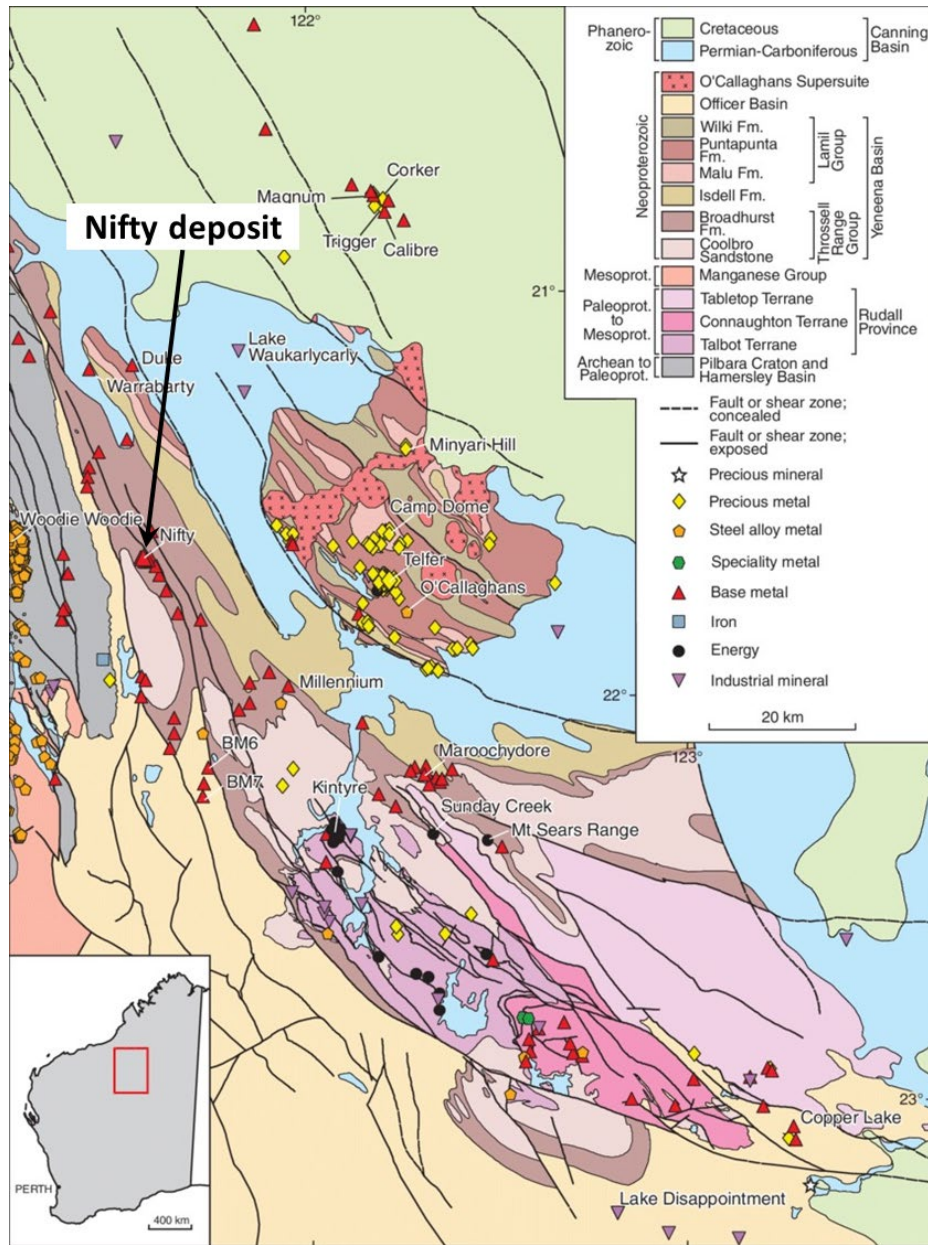 122°
Phanero-
zoic
Cretaceous
Permian-Carboniferous
Canning
Basin
Neoproterozoic
O'Callaghans Supersuite
Officer Basin
Wilki Fm.
Puntapunta
Fm.
Malu Fm.
Lamil
Group
Isdell Fm.
Broadhurst
Fm.
Coolbro
Sandstone
Throssell
Range
Group
Yeneena Basin
Mesoprot.
Manganese Group
Paleoprot.
to
Mesoprot.
Tabletop Terrane
Connaughton Terrane
Talbot Terrane
Rudall
Province
Archean to
Paleoprot.
Pilbara Craton and
Hamersley Basin
Fault or shear zone;
concealed
Fault or shear zone;
exposed
Precious mineral
Precious metal
Steel alloy metal
Speciality metal
Base metal
Iron
Energy
Industrial mineral
20 km
Corker
Magnum
Trigger
Calibre
Nifty deposit
21°
Lake
Waukarlycarly
Duke
Warrabarty
Minyari Hill
Camp Dome
Woodie Woodie
Nifty
Telfer
O'Callaghans
22°
Millennium
123°
BM6
Maroochydore
BM7
Kintyre
Sunday Creek
Mt Sears Range
23°
Copper Lake
Lake Disappointment
PERTH
400 km